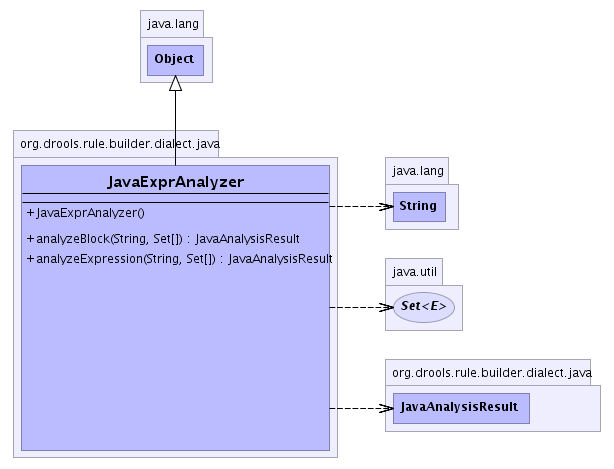 java.lang
Object
org.drools.rule.builder.dialect.java
JavaExprAnalyzer
+JavaExprAnalyzer()
+analyzeBlock(String, Set[]) : JavaAnalysisResult
+analyzeExpression(String, Set[]) : JavaAnalysisResult
java.lang
String
java.util
Set<E>
org.drools.rule.builder.dialect.java
JavaAnalysisResult